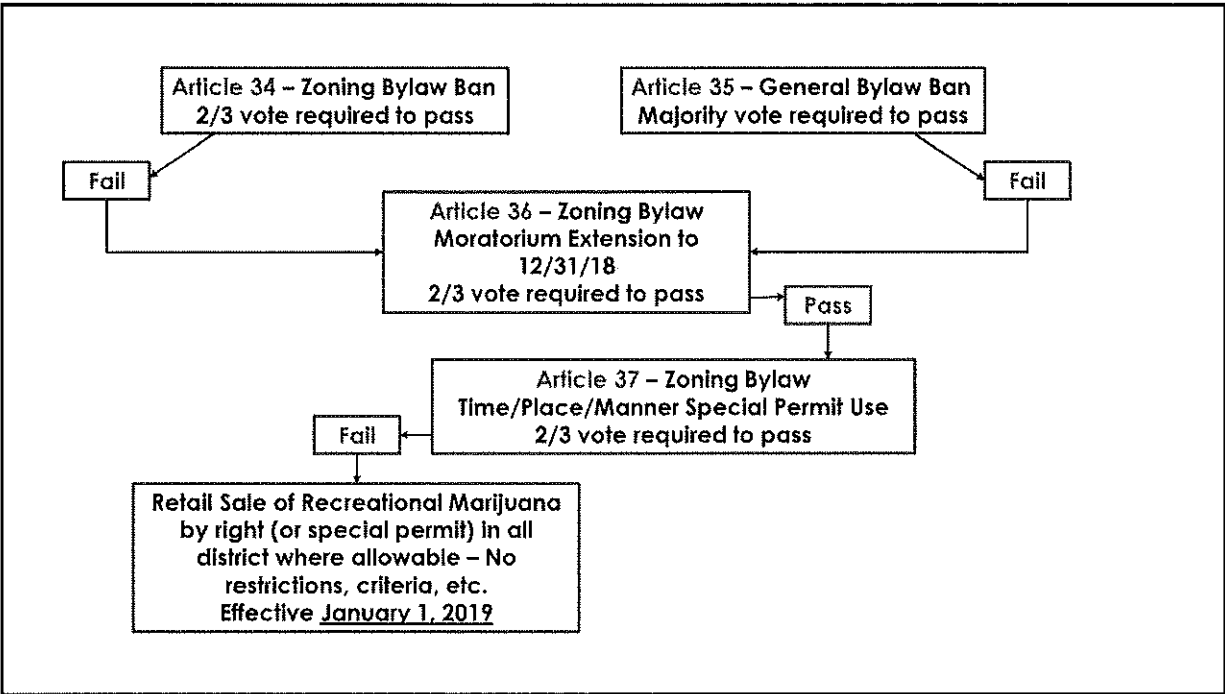 Article 34 – Zoning Bylaw Ban
2/3 vote required to pass
Article 35 – General Bylaw Ban
Majority vote required to pass
Fail
Fail
Article 36 – Zoning Bylaw
Moratorium Extension to
12/31/18
2/3 vote required to pass
Pass
Article 37 – Zoning Bylaw
Time/Place/Manner Special Permit Use
2/3 vote required to pass
Fail
Retail Sale of Recreational Marijuana
by right (or special permit) in all
district where allowable – No
restrictions, criteria, etc.
Effective January 1, 2019